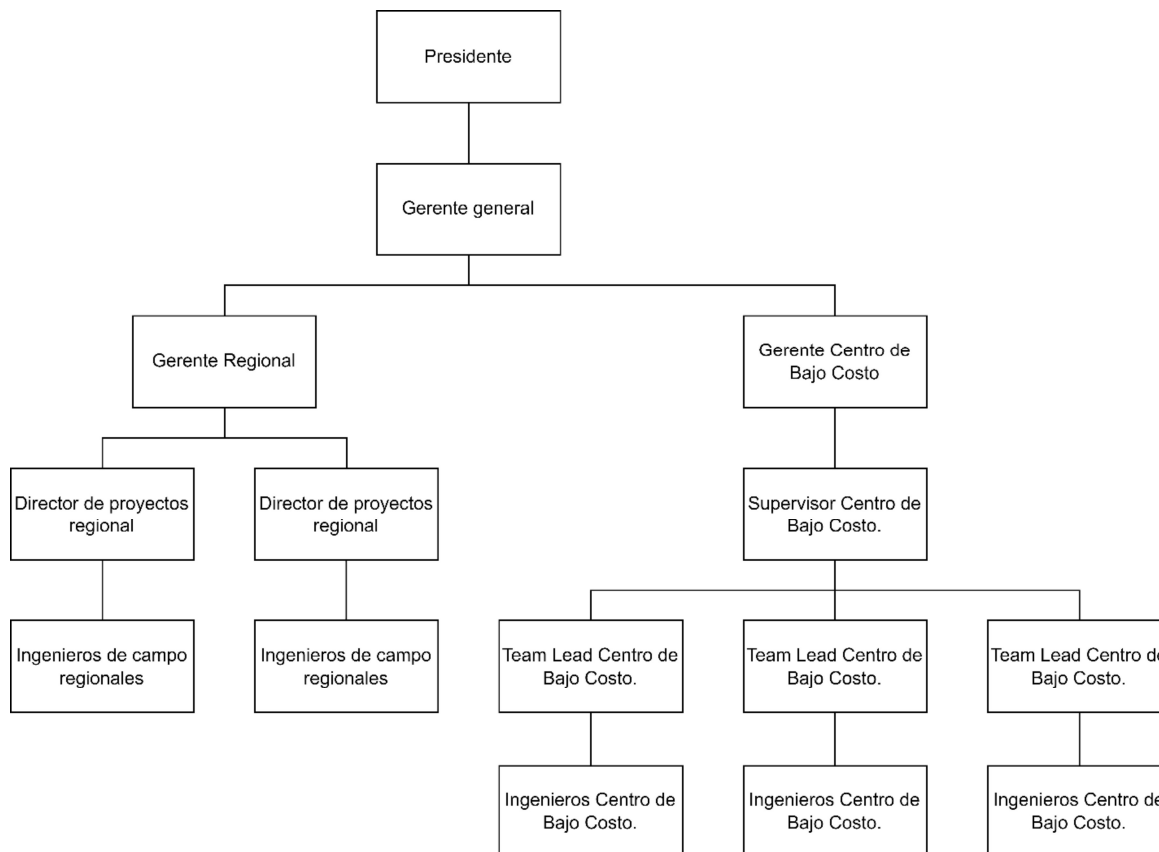 Presidente
Gerente general
Gerente Regional
Gerente Centro de
Bajo Costo
Director de proyectos
regional
Director de proyectos
regional
Supervisor Centro de
Bajo Costo.
Ingenieros de campo
regionales
Ingenieros de campo
regionales
Team Lead Centro de
Bajo Costo.
Team Lead Centro de
Bajo Costo.
Team Lead Centro de
Bajo Costo.
Ingenieros Centro de
Bajo Costo.
Ingenieros Centro de
Bajo Costo.
Ingenieros Centro de
Bajo Costo.